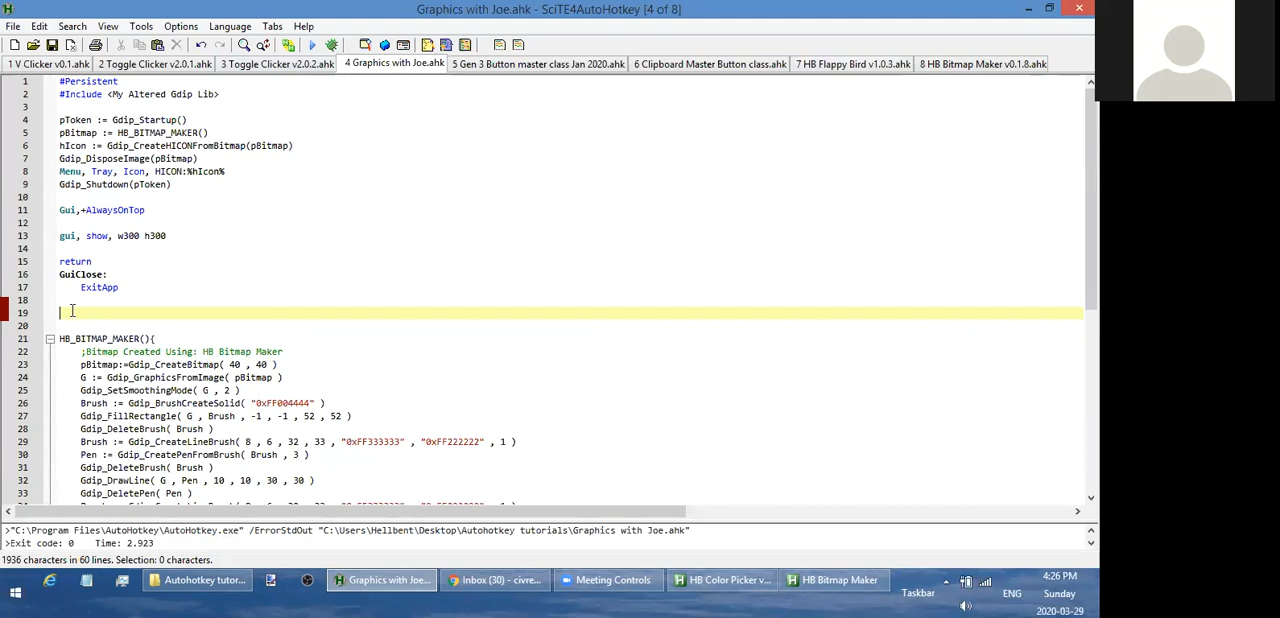 Graphics with Joe.ahk - SciTE4AutoHotkey [4 of 8]
File Edit Search View Tools Options Language Tabs Help
1 V Clicker v0.1.ahk 2 Toggle Clicker v2.0.1.ahk 3 Toggle Clicker v2.0.2.ahk 4 Graphics with Joe.ahk 5 Gen 3 Button master class Jan 2020.ahk 6 Clipboard Master Button class.ahk 7 HB Flappy Bird v1.0.3.ahk 8 HB Bitmap Maker v0.1.8.ahk
1 #Persistent
2 #Include <My Altered Gdip Lib>
3
4 pToken := Gdip_Startup()
5 pBitmap := HB_BITMAP_MAKER()
6 hIcon := Gdip_CreateHICONFromBitmap(pBitmap)
7 Gdip_DisposeImage(pBitmap)
8 Menu, Tray, Icon, HICON:%hIcon%
9 Gdip_Shutdown(pToken)
10
11 Gui,+AlwaysOnTop
12
13 gui, show, w300 h300
14
15 return
16 GuiClose:
17 ExitApp
18
19
20
21 HB_BITMAP_MAKER(){
22 ;Bitmap Created Using: HB Bitmap Maker
23 pBitmap:=Gdip_CreateBitmap( 40 , 40 )
24 G := Gdip_GraphicsFromImage( pBitmap )
25 Gdip_SetSmoothingMode( G , 2 )
26 Brush := Gdip_BrushCreateSolid( "0xFF004444" )
27 Gdip_FillRectangle( G , Brush , -1 , -1 , 52 , 52 )
28 Gdip_DeleteBrush( Brush )
29 Brush := Gdip_CreateLineBrush( 8 , 6 , 32 , 33 , "0xFF333333" , "0xFF222222" , 1 )
30 Pen := Gdip_CreatePenFromBrush( Brush , 3 )
31 Gdip_DeleteBrush( Brush )
32 Gdip_DrawLine( G , Pen , 10 , 10 , 30 , 30 )
33 Gdip_DeletePen( Pen )
>"C:\Program Files\AutoHotkey\AutoHotkey.exe" /ErrorStdOut "C:\Users\Hellbent\Desktop\Autohotkey tutorials\Graphics with Joe.ahk"
>Exit code: 0 Time: 2.923
1936 characters in 60 lines. Selection: 0 characters.
Autohotkey tutor... Graphics with Joe... Inbox (30) - civre... Meeting Controls HB Color Picker v... HB Bitmap Maker
Taskbar
ENG
4:26 PM
Sunday
2020-03-29